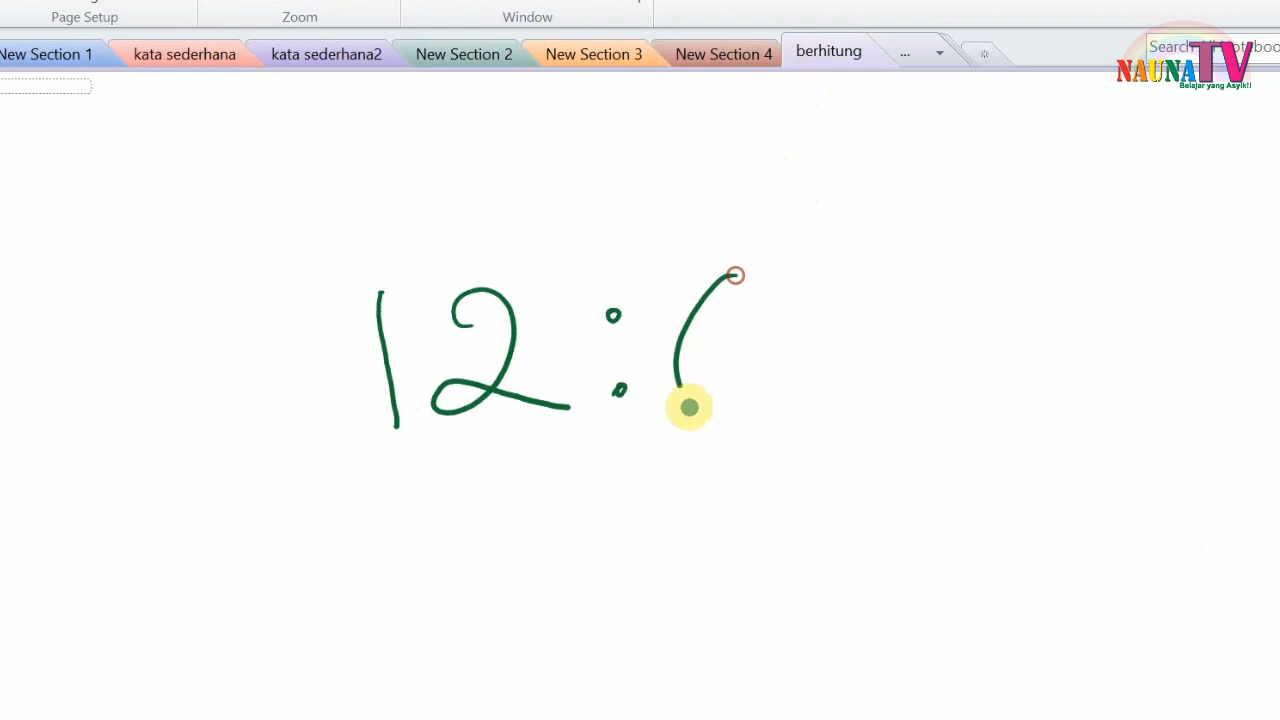 Page Setup Zoom Window
New Section 1 kata sederhana kata sederhana2 New Section 2 New Section 3 New Section 4 berhitung ...
Search
NAUNA TV
Belajar yang Asyik!!
12 :